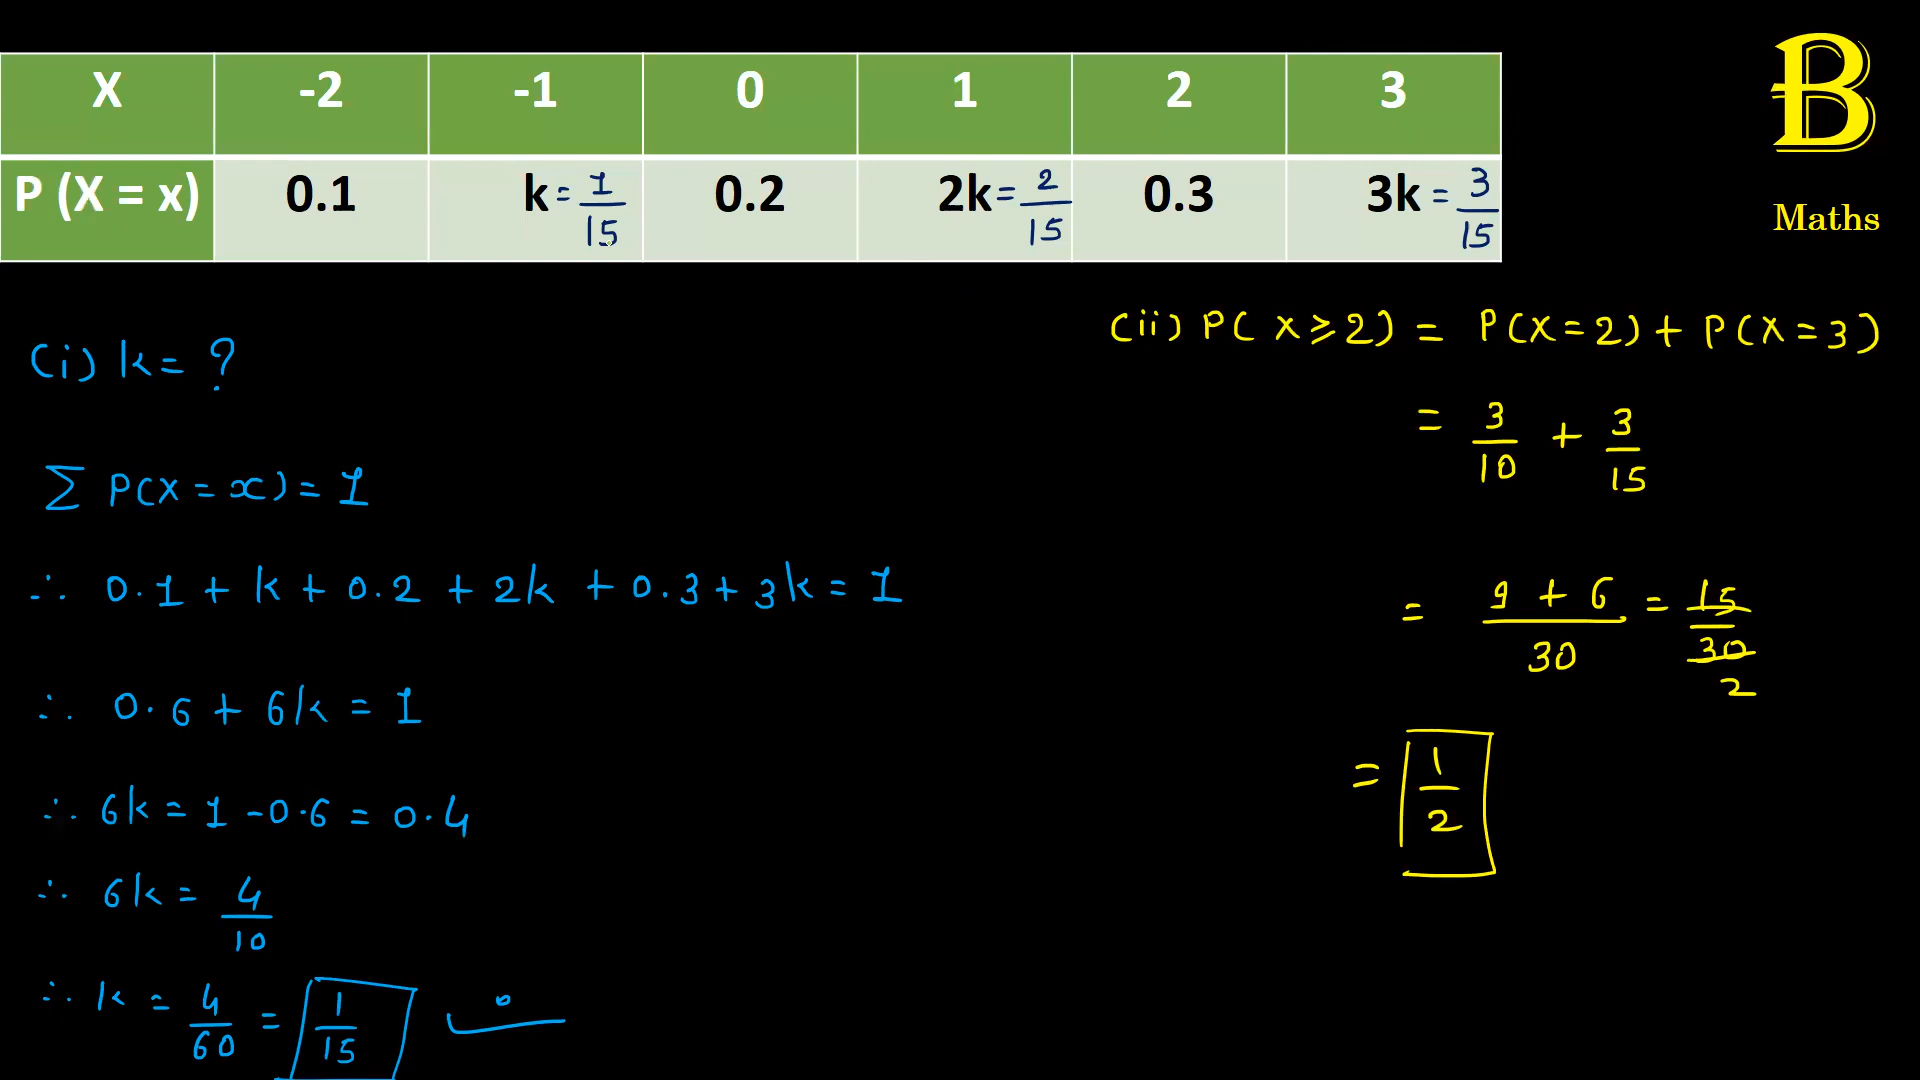 X -2 -1 0 1 2 3
P (X = x) 0.1 k = 1/15 0.2 2k = 2/15 0.3 3k = 3/15
B
Maths
(i) k = ?
∑ P(X = x) = 1
∴ 0.1 + k + 0.2 + 2k + 0.3 + 3k = 1
∴ 0.6 + 6k = 1
∴ 6k = 1 - 0.6 = 0.4
∴ 6k = 4/10
∴ k = 4/60 = 1/15
(ii) P( X ≥ 2) = P(X = 2) + P(X = 3)
= 3/10 + 3/15
= 9 + 6/30 = 15/30 2
= 1/2